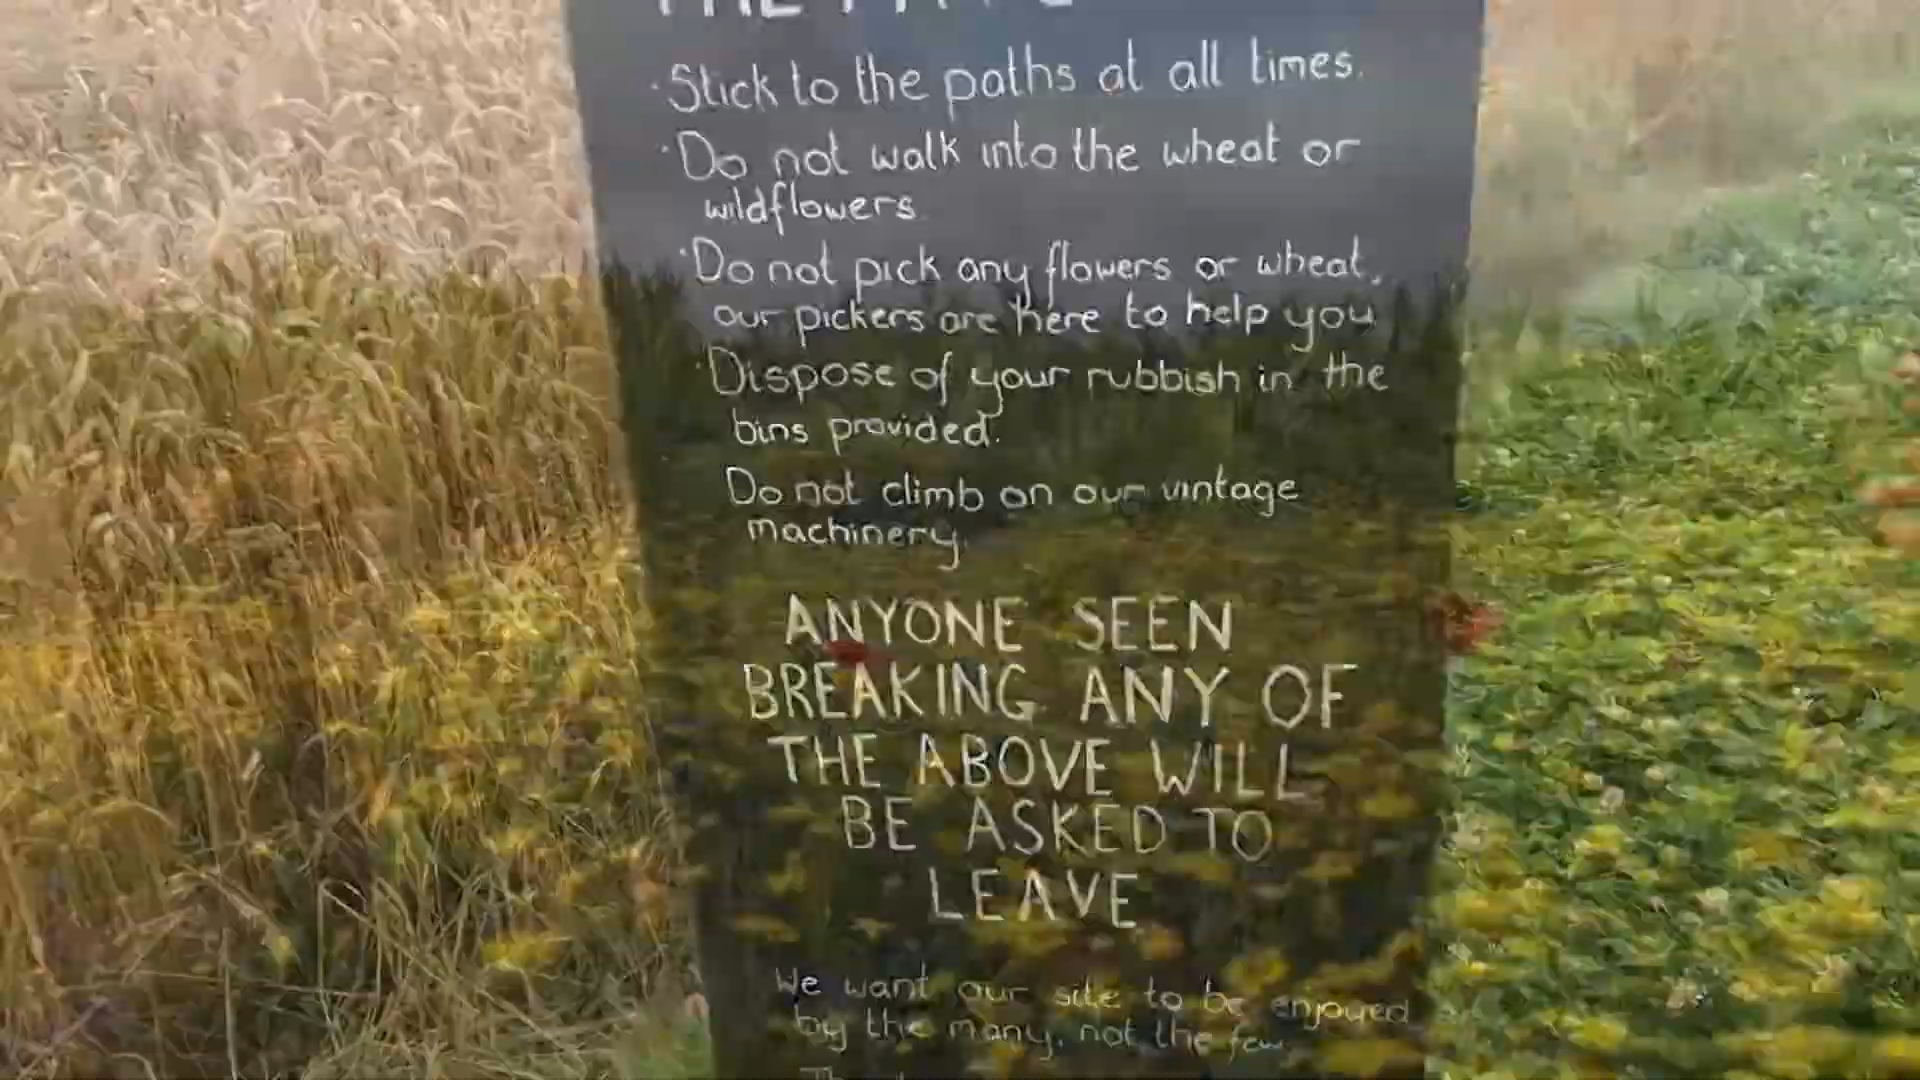 · Stick to the paths at all times.
· Do not walk into the wheat or
wildflowers.
· Do not pick any flowers or wheat,
our pickers are here to help you
· Dispose of your rubbish in the
bins provided.
Do not climb on our vintage
machinery.
ANYONE SEEN
BREAKING ANY OF
THE ABOVE WILL
BE ASKED TO
LEAVE
We want our site to be enjoyed
by the many, not the few